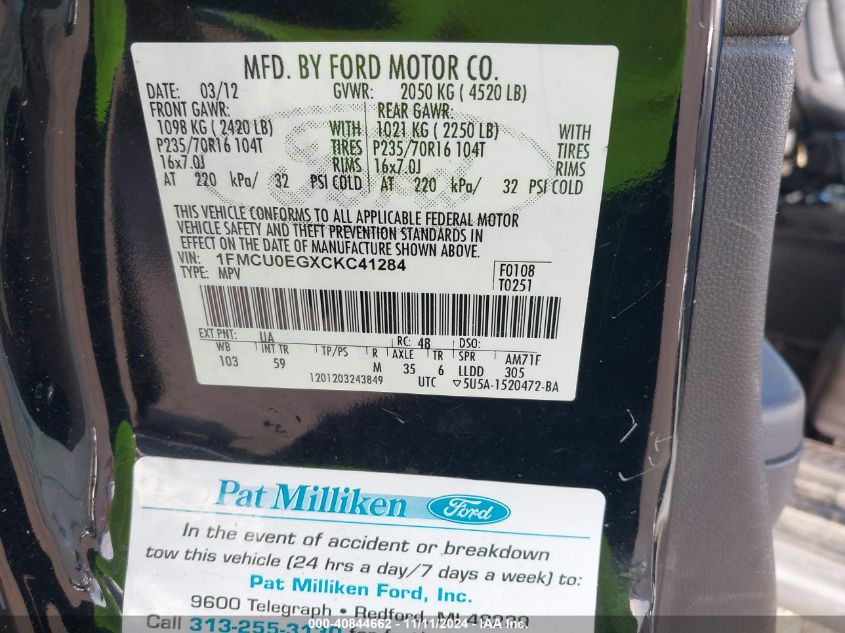 MFD. BY FORD MOTOR CO.
DATE: 03/12 GVWR: 2050 KG ( 4520 LB)
FRONT GAWR: REAR GAWR:
1098 KG ( 2420 LB) WITH 1021 KG ( 2250 LB) WITH
P235/70R16 104T TIRES P235/70R16 104T TIRES
16x7.0J RIMS 16x7.0J RIMS
AT 220 kPa/ 32 PSI COLD AT 220 kPa/ 32 PSI COLD
THIS VEHICLE CONFORMS TO ALL APPLICABLE FEDERAL MOTOR
VEHICLE SAFETY AND THEFT PREVENTION STANDARDS IN
EFFECT ON THE DATE OF MANUFACTURE SHOWN ABOVE.
VIN: 1FMCU0EGXCKC41284 F0108
TYPE: MPV T0251
EXT PNT: UA RC: 48 DSO:
WB INT TR TP/PS R AXLE TR SPR AM71F
103 59 M 35 6 LLDD 305
1201203243849 UTC ▽5U5A-1520472-BA
Pat Milliken Ford
In the event of accident or breakdown
tow this vehicle (24 hrs a day/7 days a week) to:
Pat Milliken Ford, Inc.
9600 Telegraph • Redford, MI
Call 313-255-
000-40844662 - 11/11/2024 - IAA Inc.